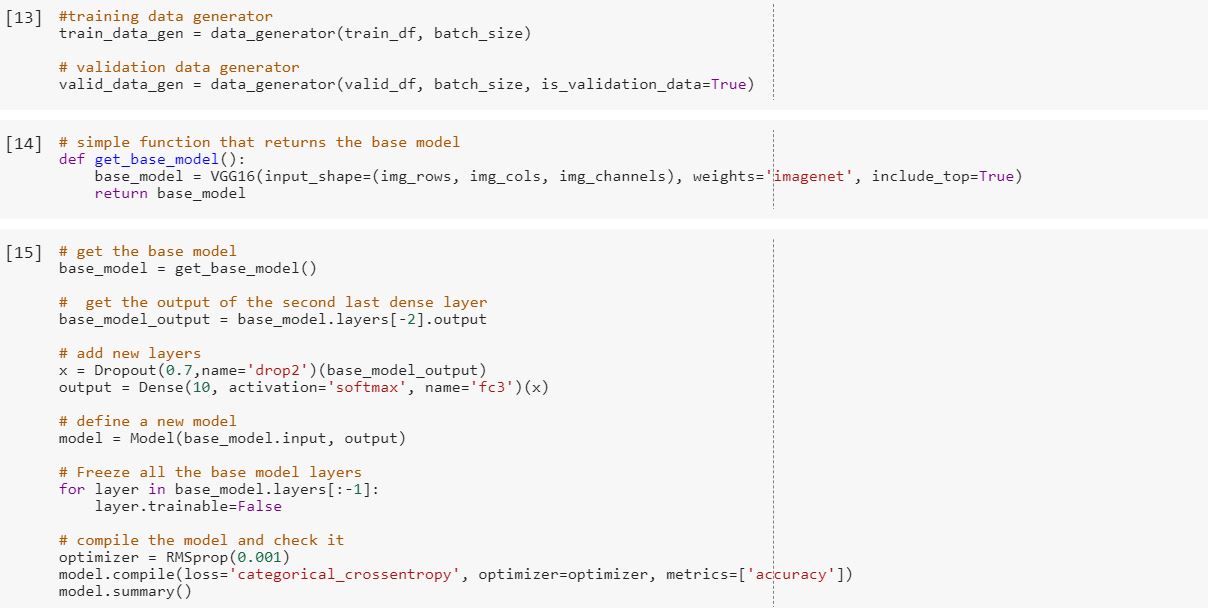 [13] #training data generator
train_data_gen = data_generator(train_df, batch_size)
# validation data generator
valid_data_gen = data_generator(valid_df, batch_size, is_validation_data=True)
[14] # simple function that returns the base model
def get_base_model():
    base_model = VGG16(input_shape=(img_rows, img_cols, img_channels), weights='imagenet', include_top=True)
    return base_model
[15] # get the base model
base_model = get_base_model()
#  get the output of the second last dense layer
base_model_output = base_model.layers[-2].output
# add new layers
x = Dropout(0.7,name='drop2')(base_model_output)
output = Dense(10, activation='softmax', name='fc3')(x)
# define a new model
model = Model(base_model.input, output)
# Freeze all the base model layers
for layer in base_model.layers[:-1]:
    layer.trainable=False
# compile the model and check it
optimizer = RMSprop(0.001)
model.compile(loss='categorical_crossentropy', optimizer=optimizer, metrics=['accuracy'])
model.summary()